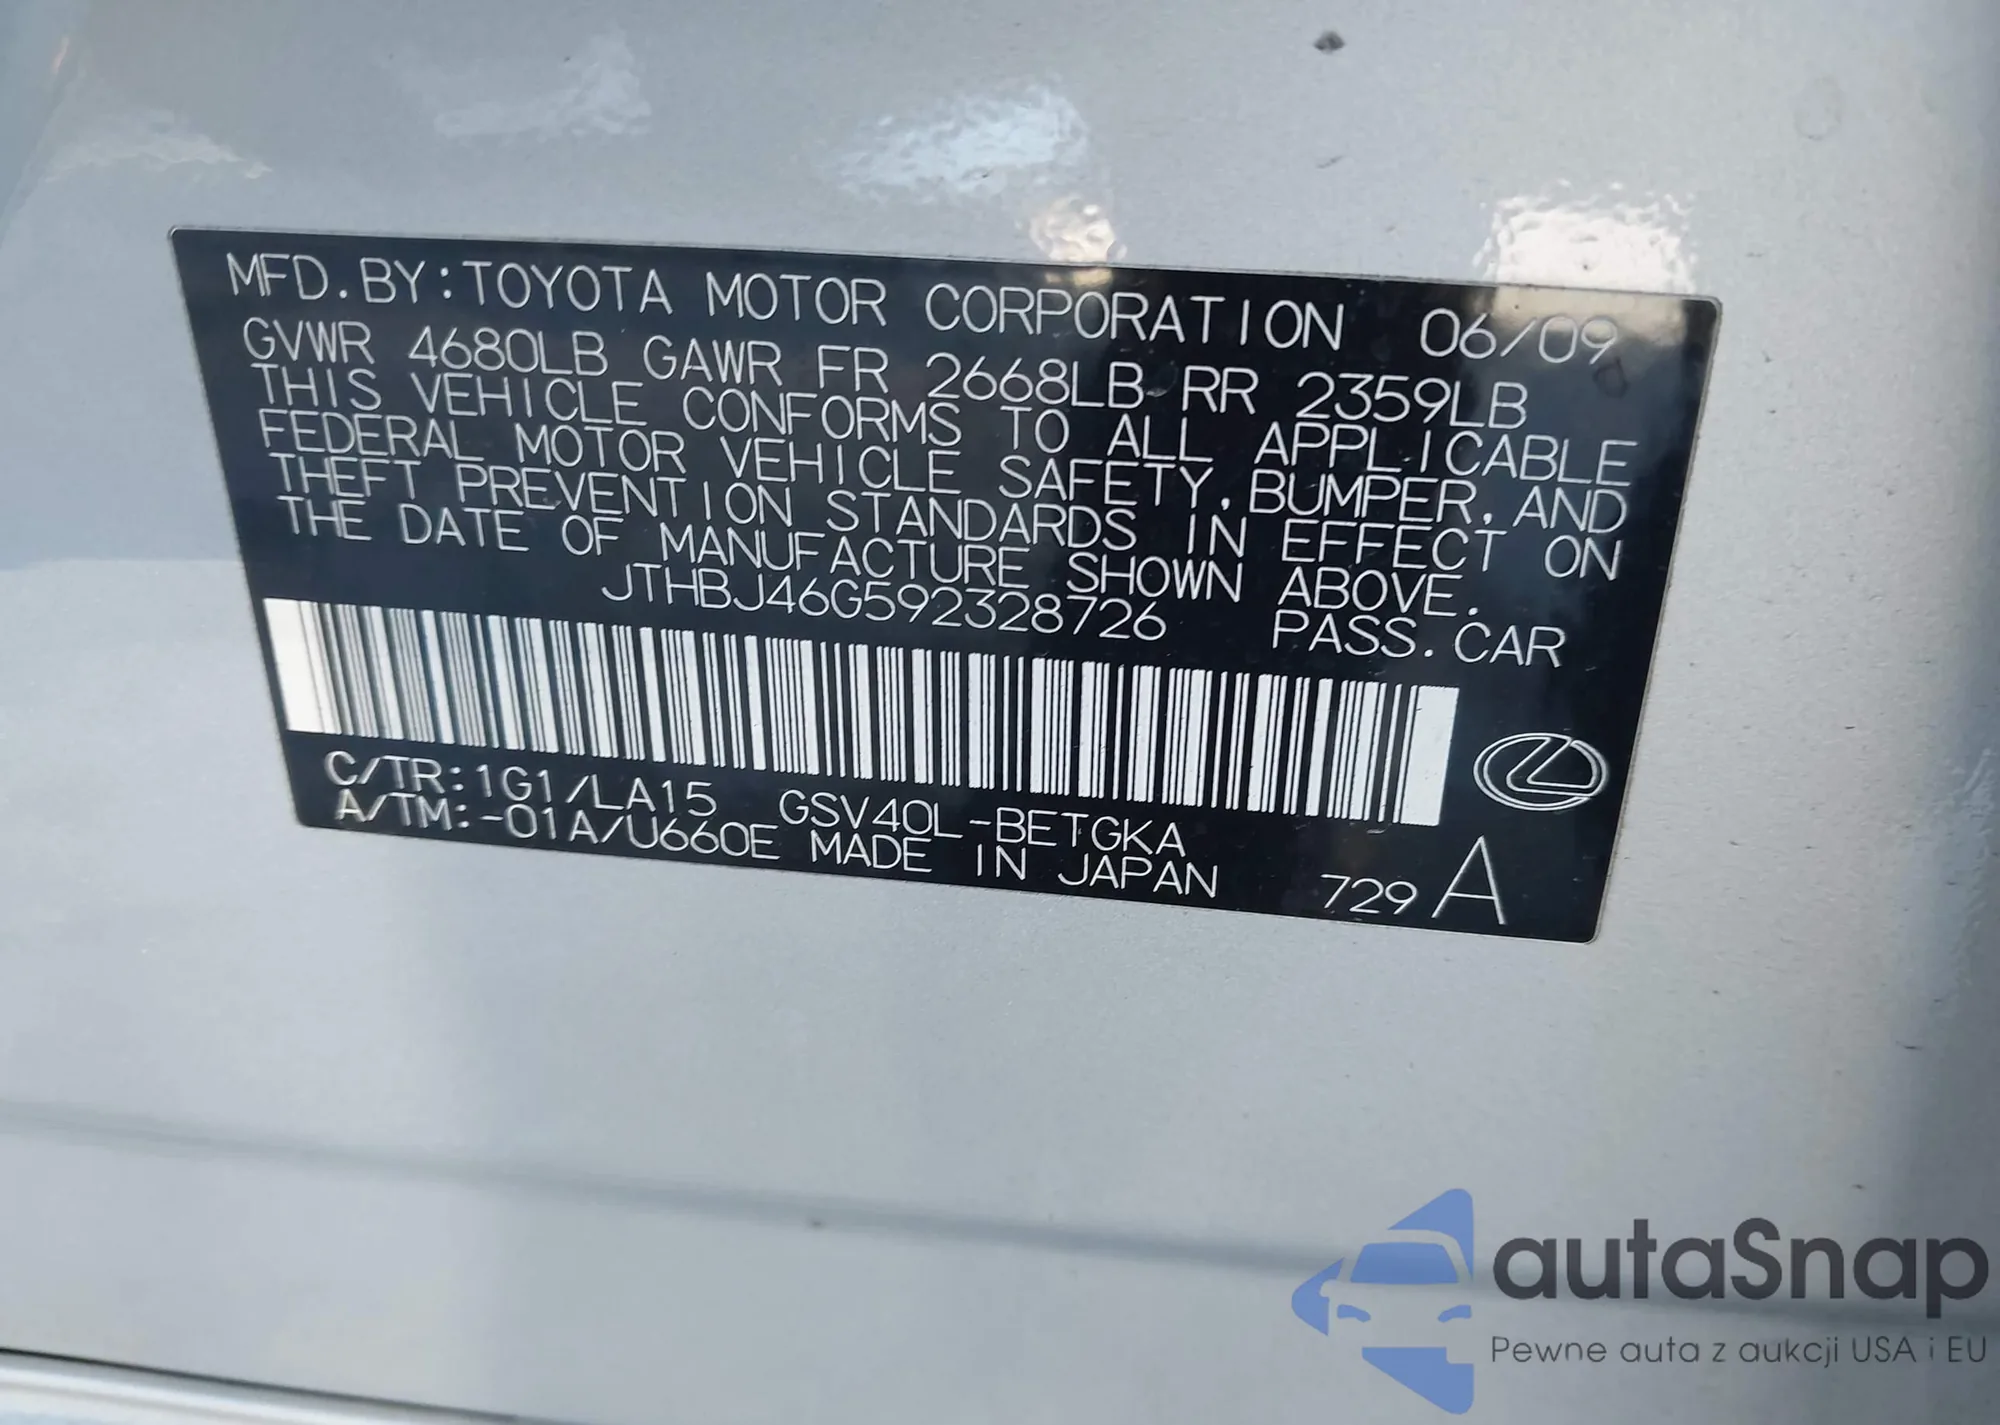 MFD.BY:TOYOTA MOTOR CORPORATION 06/09
GVWR 4680LB GAWR FR 2668LB RR 2359LB
THIS VEHICLE CONFORMS TO ALL APPLICABLE
FEDERAL MOTOR VEHICLE SAFETY, BUMPER, AND
THEFT PREVENTION STANDARDS IN EFFECT ON
THE DATE OF MANUFACTURE SHOWN ABOVE.
JTHBJ46G592328726 PASS.CAR
C/TR:1G1/LA15 GSV40L-BETGKA
A/TM:-01A/U660E MADE IN JAPAN 729 A
autaSnap
Pewne auta z aukcji USA i EU